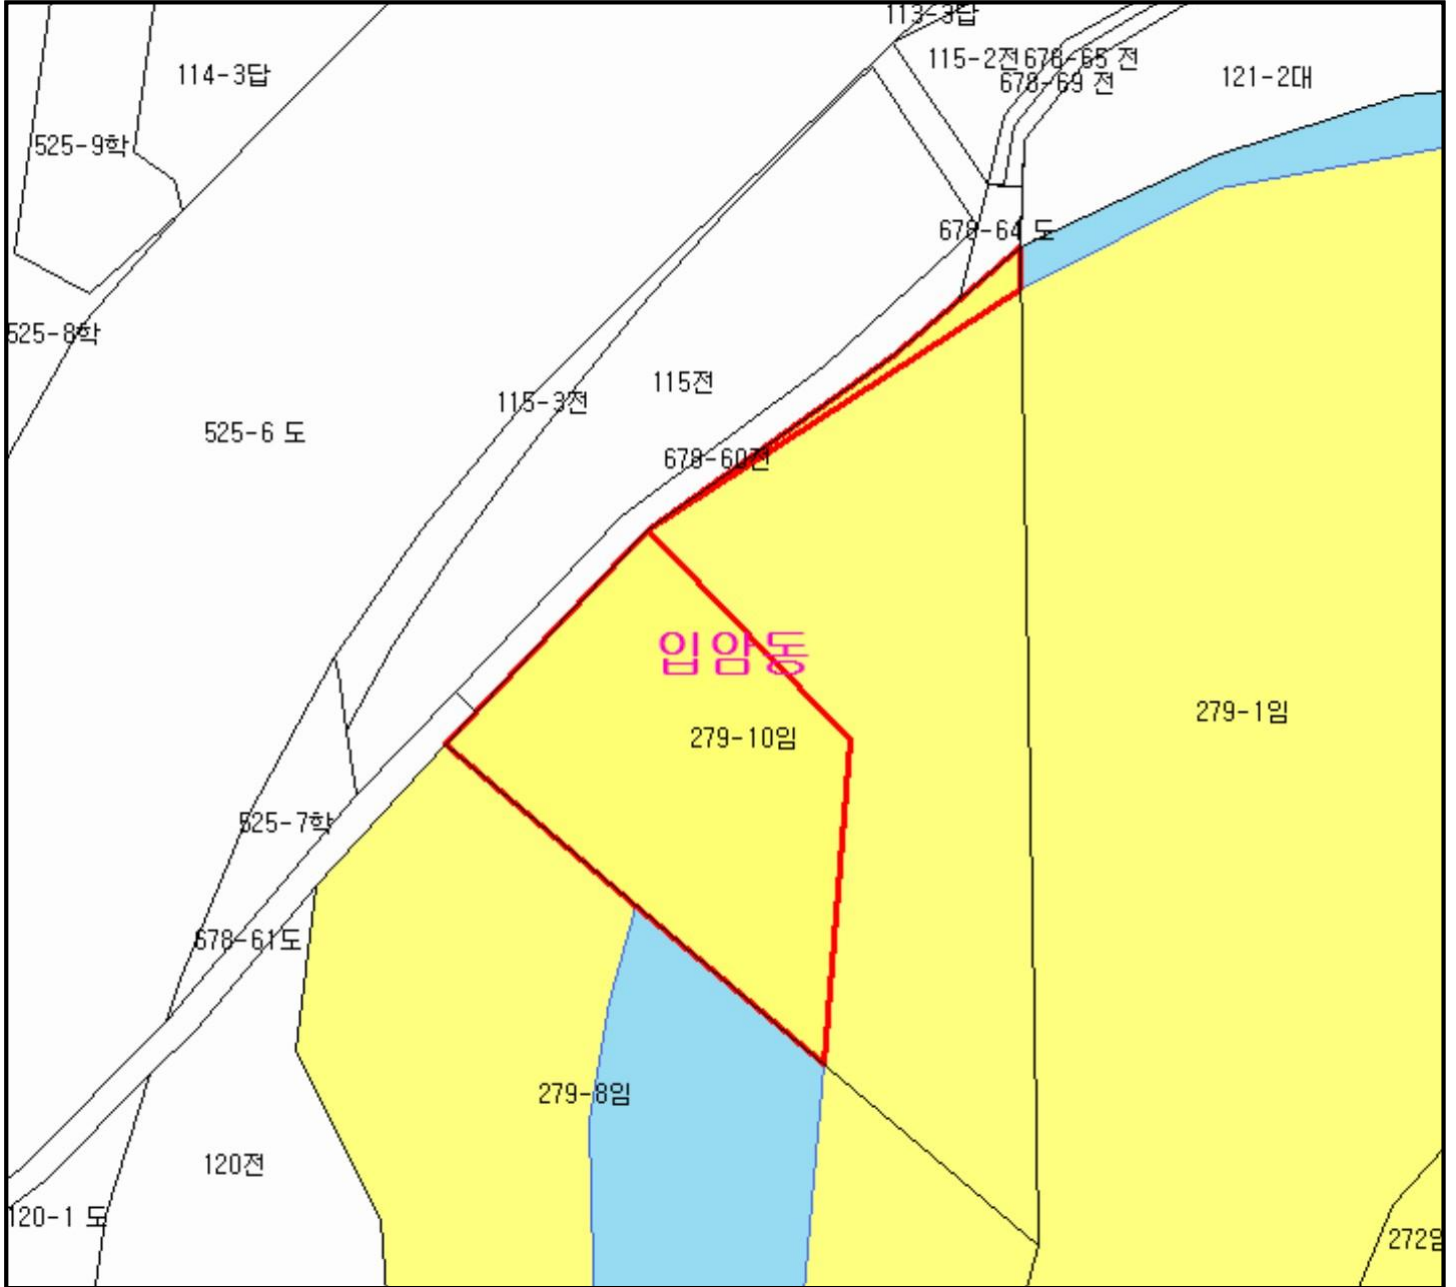 113-3답
115-2전
678-65 전
114-3답
121-2대
678-69 전
525-9학
678-64 도
525-8학
115전
115-3전
525-6 도
678-60전
입암동
279-1임
279-10임
525-7학
678-61도
279-8임
120전
120-1 도
272임